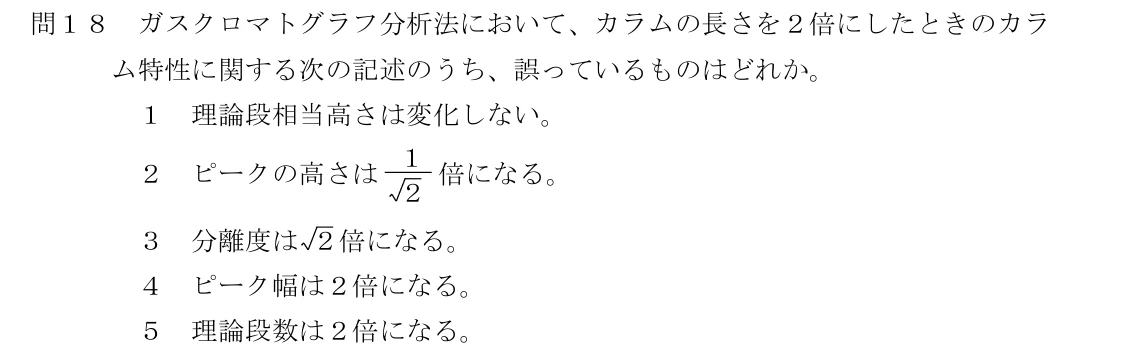 問１８　ガスクロマトグラフ分析法において、カラムの長さを２倍にしたときのカラ
ム特性に関する次の記述のうち、誤っているものはどれか。
１　理論段相当高さは変化しない。
２　ピークの高さは 1/√2 倍になる。
３　分離度は√2 倍になる。
４　ピーク幅は２倍になる。
５　理論段数は２倍になる。